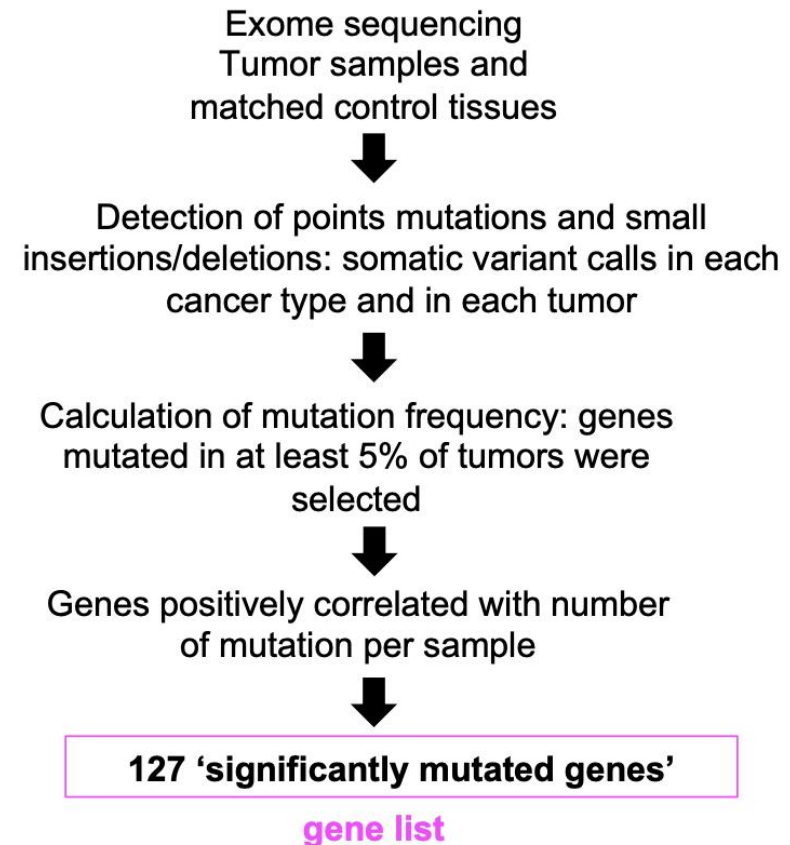 Exome sequencing
Tumor samples and
matched control tissues
Detection of points mutations and small
insertions/deletions: somatic variant calls in each
cancer type and in each tumor
Calculation of mutation frequency: genes
mutated in at least 5% of tumors were
selected
Genes positively correlated with number
of mutation per sample
127 ‘significantly mutated genes’
gene list